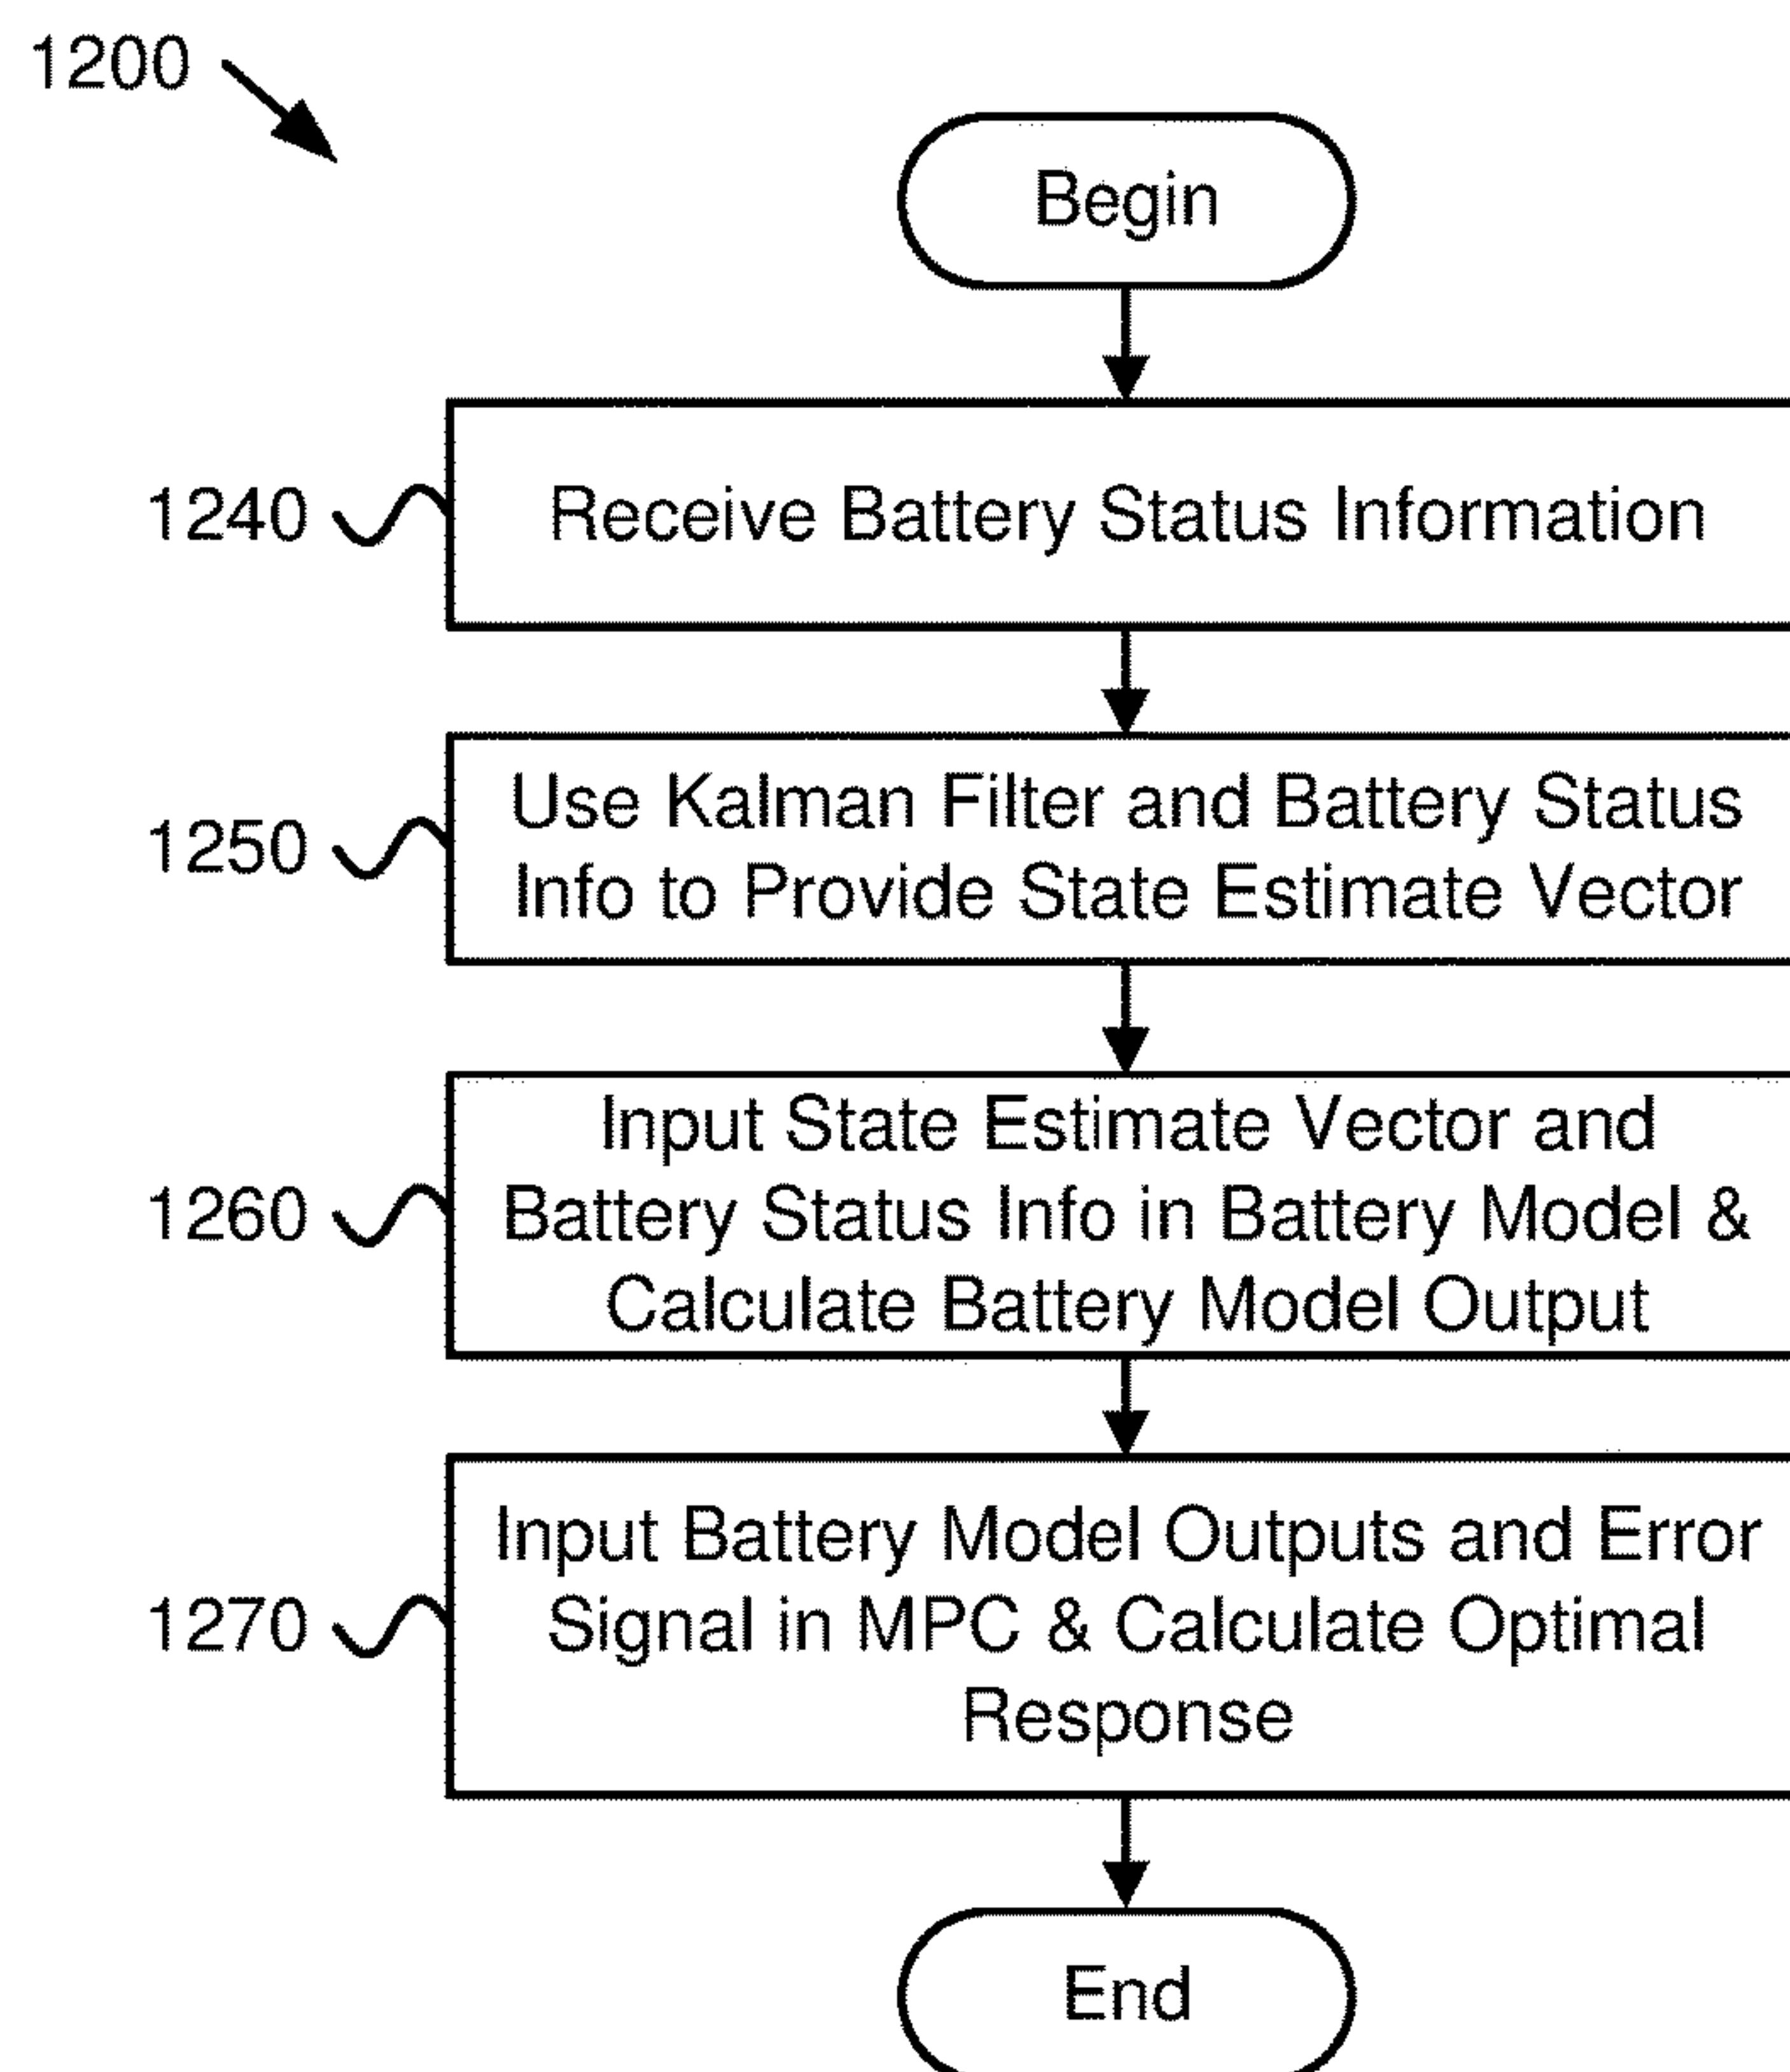 1200
Begin
1240
Receive Battery Status Information
1250
Use Kalman Filter and Battery Status
Info to Provide State Estimate Vector
1260
Input State Estimate Vector and
Battery Status Info in Battery Model &
Calculate Battery Model Output
1270
Input Battery Model Outputs and Error
Signal in MPC & Calculate Optimal
Response
End